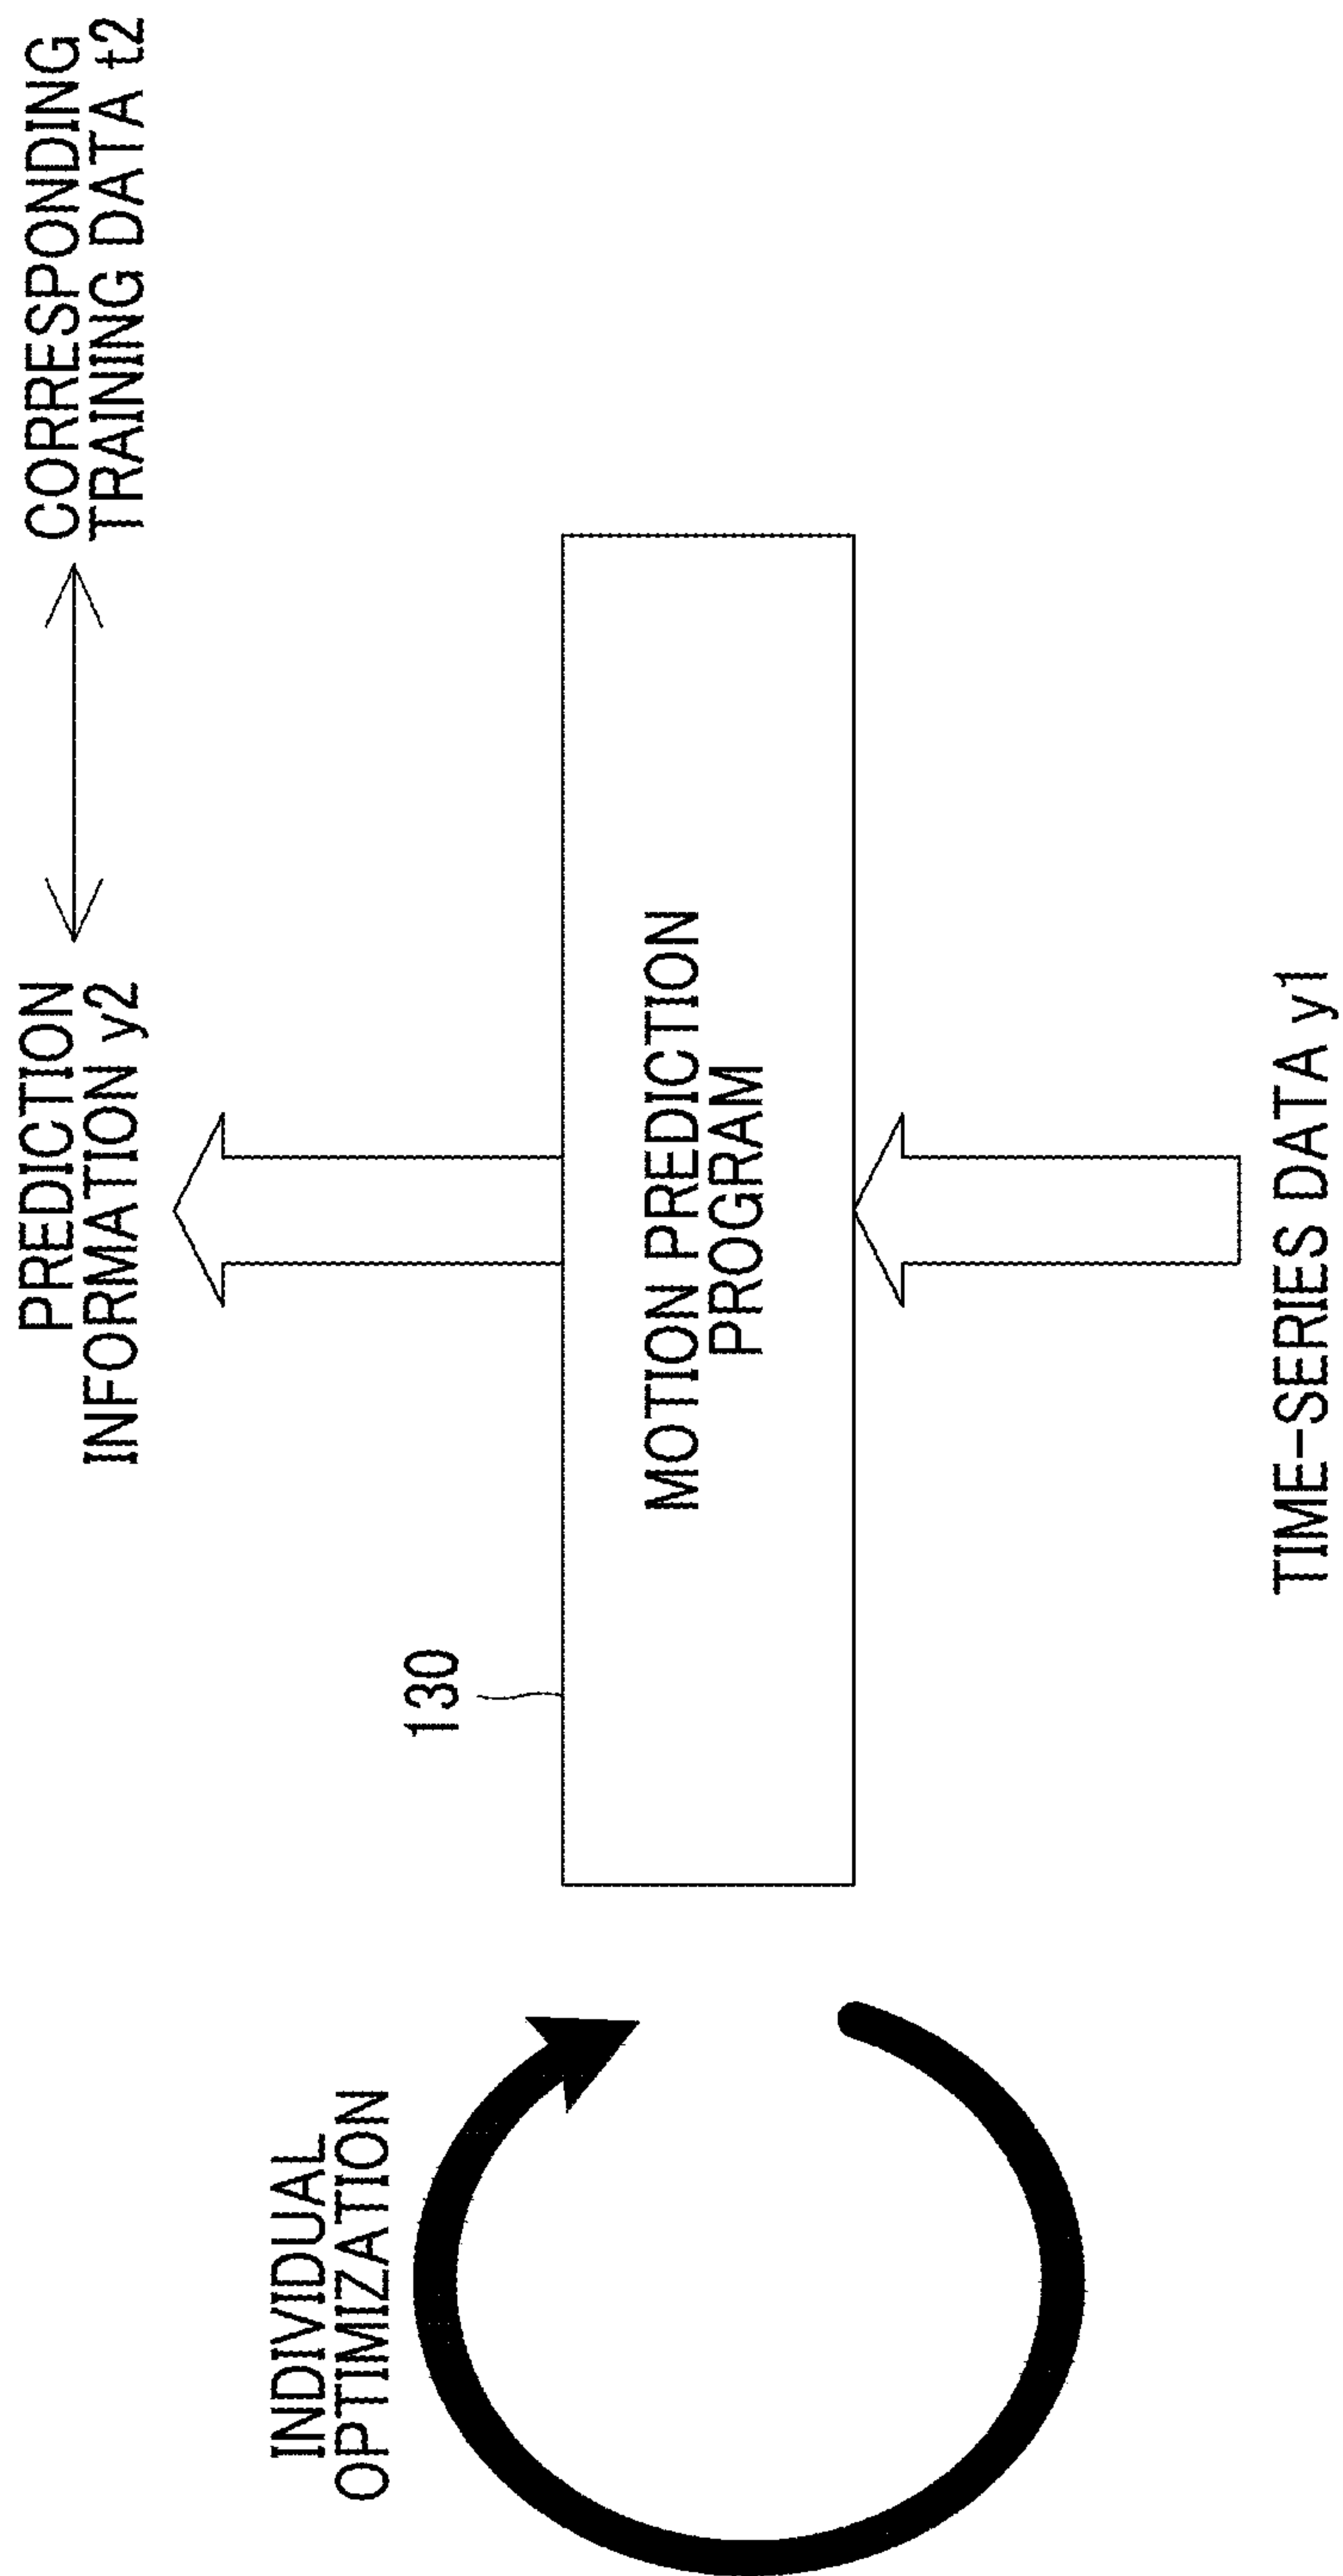 PREDICTION
INFORMATION y2
CORRESPONDING
TRAINING DATA t2
INDIVIDUAL
OPTIMIZATION
130
MOTION PREDICTION
PROGRAM
TIME-SERIES DATA y1